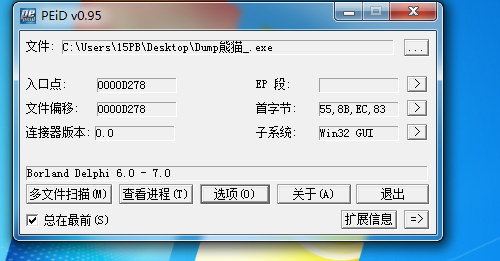 PEiD v0.95
文件: C:\Users\15PB\Desktop\Dump熊猫_.exe ...
入口点: 0000D278 EP 段: >
文件偏移: 0000D278 首字节: 55,8B,EC,83 >
连接器版本: 0.0 子系统: Win32 GUI >
Borland Delphi 6.0 - 7.0
多文件扫描(M) 查看进程(T) 选项(O) 关于(A) 退出
总在最前(S) 扩展信息 =>